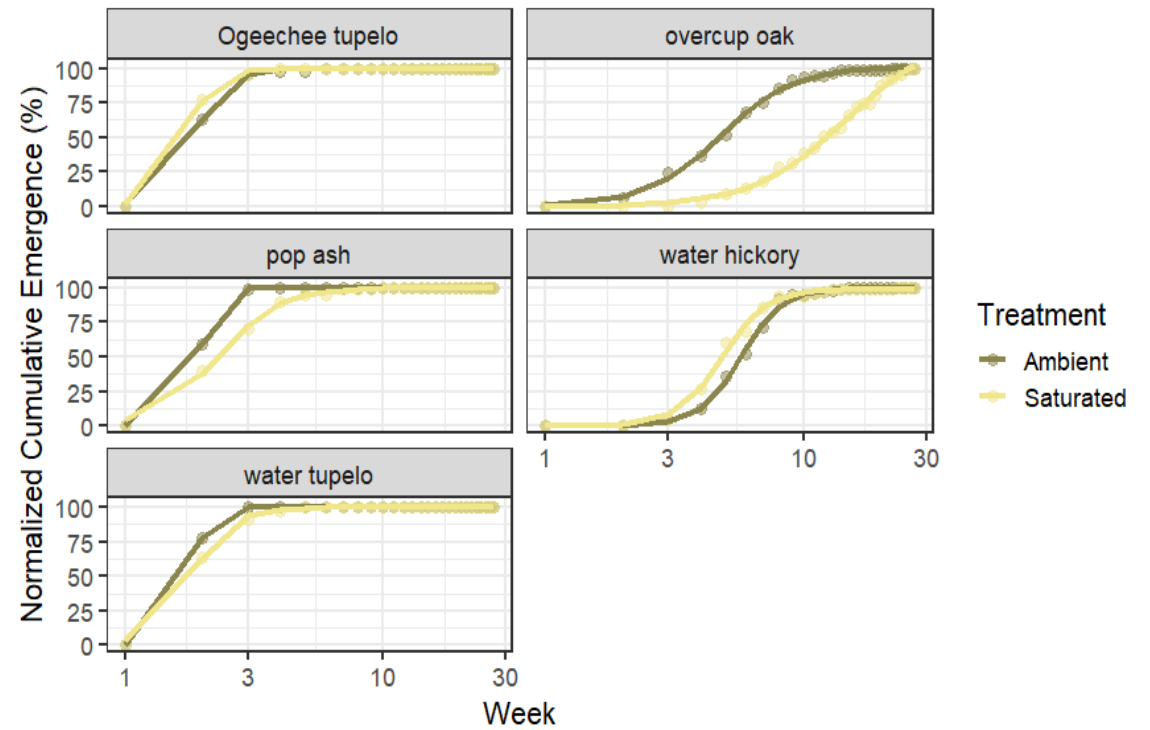 Ogeechee tupelo
overcup oak
100
75
50
25
0
pop ash
water hickory
100
75
50
25
0
1 3 10 30
water tupelo
100
75
50
25
0
1 3 10 30
Week
Normalized Cumulative Emergence (%)
Treatment
Ambient
Saturated